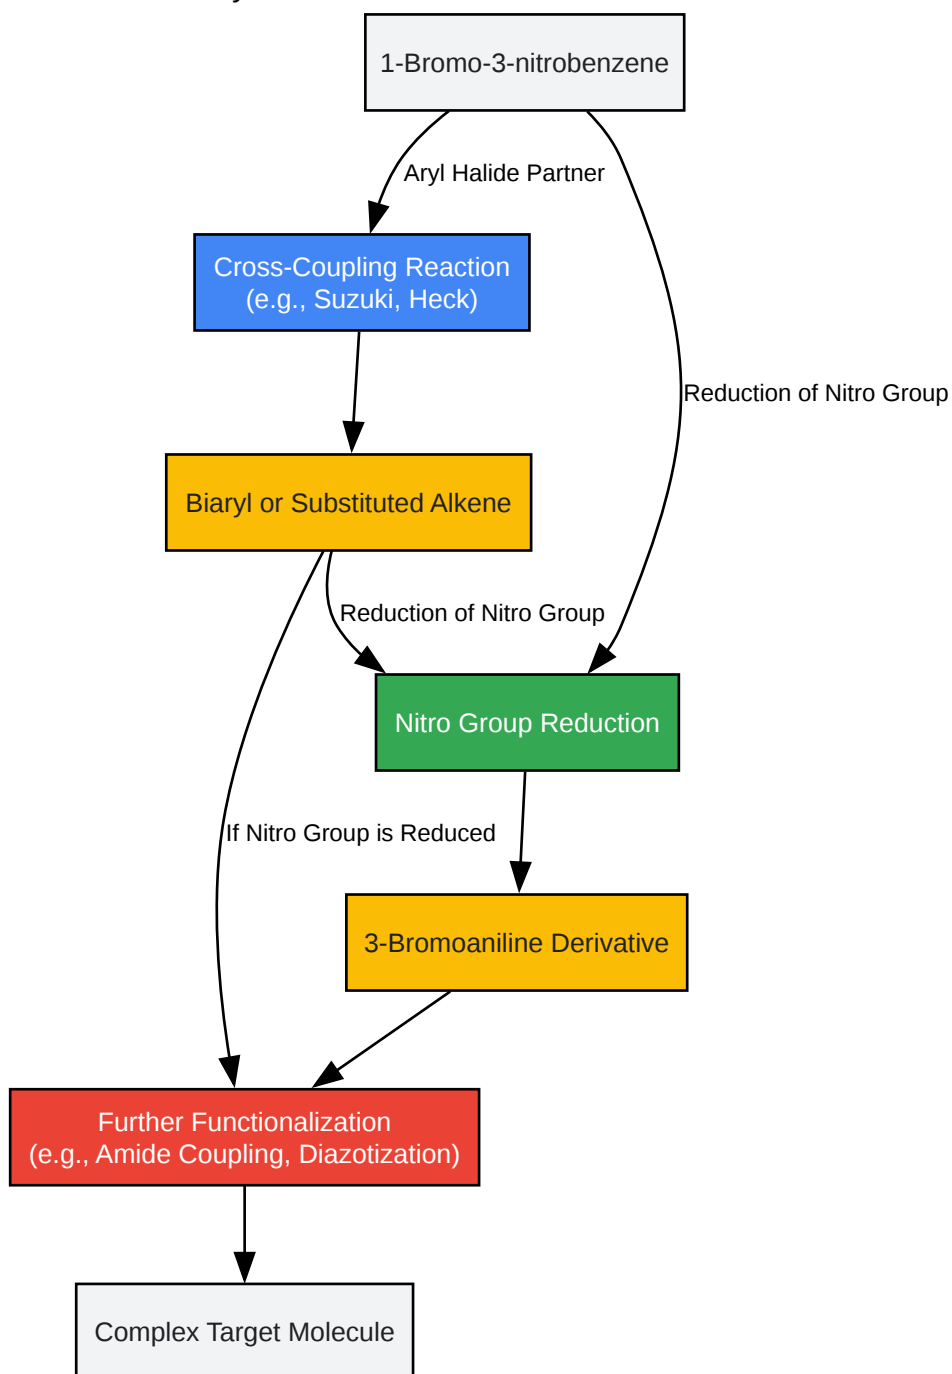 1-Bromo-3-nitrobenzene
Aryl Halide Partner
Cross-Coupling Reaction
(e.g., Suzuki, Heck)
Reduction of Nitro Group
Biaryl or Substituted Alkene
Reduction of Nitro Group
Nitro Group Reduction
If Nitro Group is Reduced
3-Bromoaniline Derivative
Further Functionalization
(e.g., Amide Coupling, Diazotization)
Complex Target Molecule